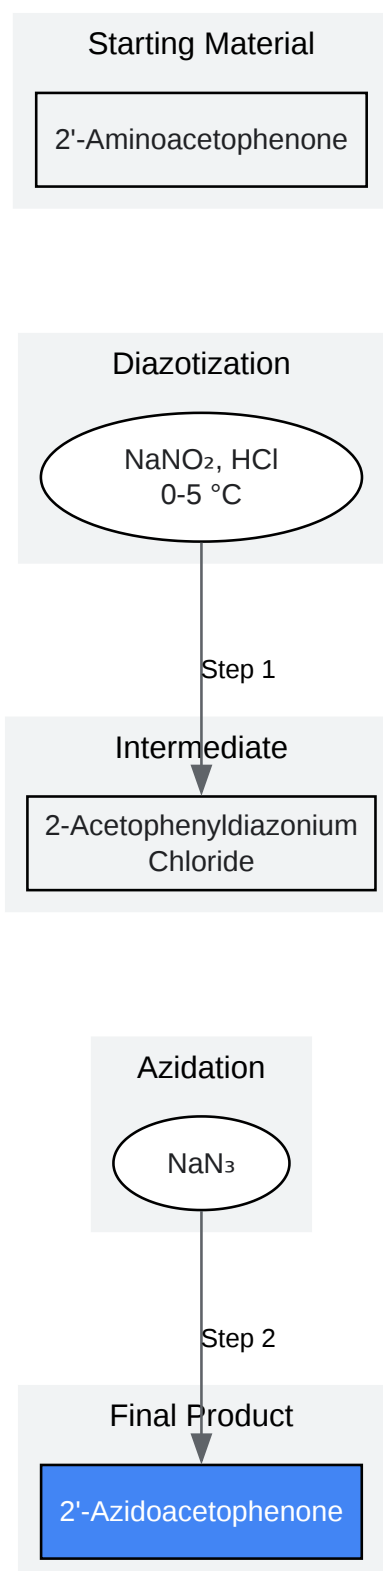 Starting Material
2'-Aminoacetophenone
Diazotization
NaNO₂, HCl
0-5 °C
Step 1
Intermediate
2-Acetophenyldiazonium
Chloride
Azidation
NaN₃
Step 2
Final Product
2'-Azidoacetophenone